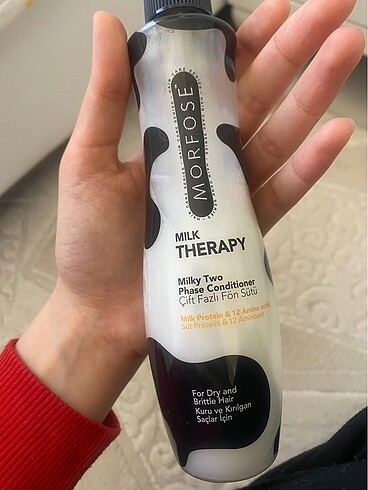 MORFOSE
MILK
THERAPY
Milky Two
Phase Conditioner
Çift Fazlı Fön Sütü
Milk Protein & 12 Amino acids
Süt Proteini & 12 Aminoasit
For Dry and
Brittle Hair
Kuru ve Kırılgan
Saçlar İçin